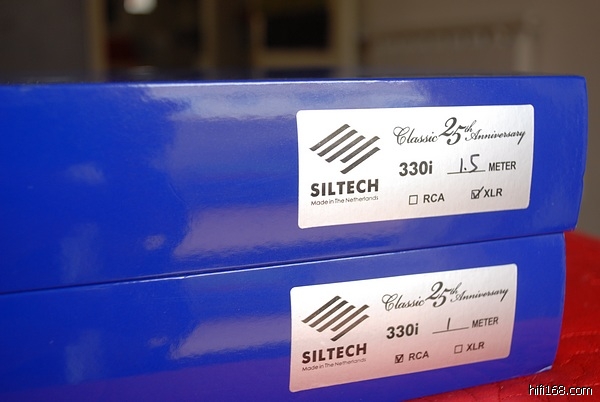 Classic 25th Anniversary
330i 1.5 METER
SILTECH
Made in The Netherlands
☐ RCA ☑ XLR
Classic 25th Anniversary
330i 1 METER
SILTECH
Made in The Netherlands
☑ RCA ☐ XLR
hifi168.com